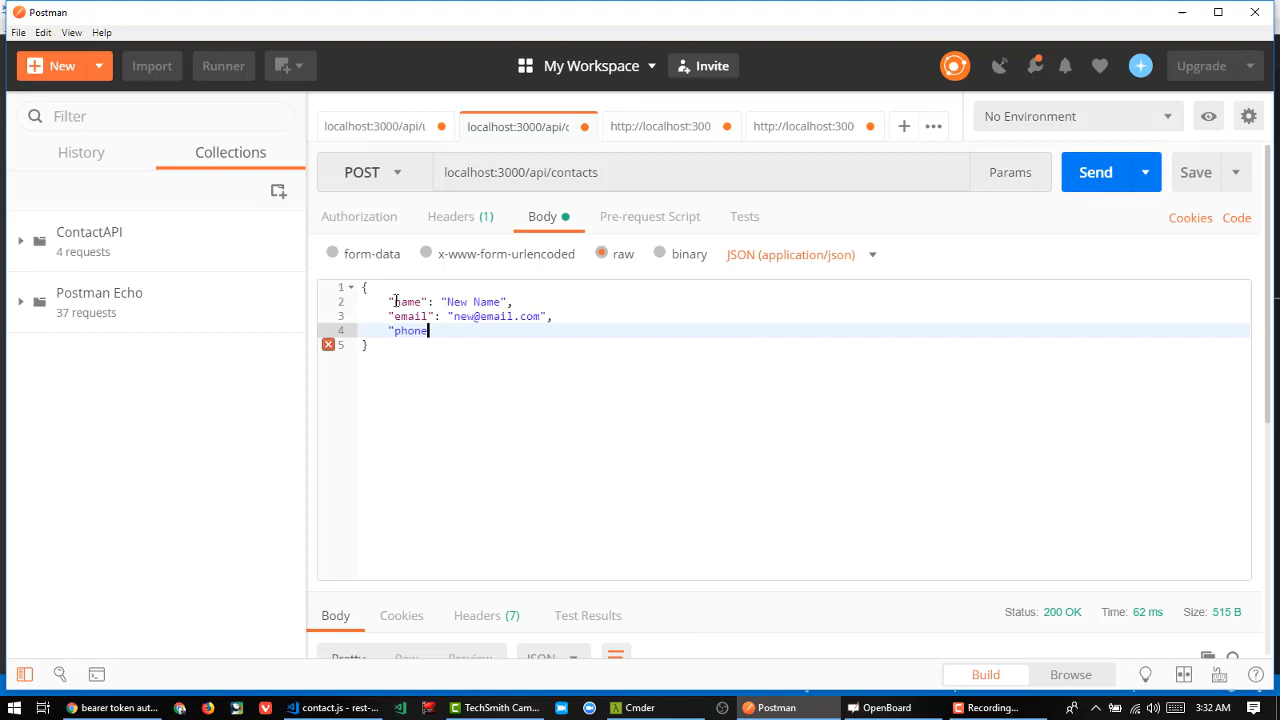 Postman
File Edit View Help
New Import Runner My Workspace Invite Upgrade
Filter
History Collections
ContactAPI
4 requests
Postman Echo
37 requests
localhost:3000/api/u localhost:3000/api/c http://localhost:300 http://localhost:300 No Environment
POST localhost:3000/api/contacts Params Send Save
Authorization Headers (1) Body Pre-request Script Tests Cookies Code
form-data x-www-form-urlencoded raw binary JSON (application/json)
1 {
2 "name": "New Name",
3 "email": "new@email.com",
4 "phone
5 }
Body Cookies Headers (7) Test Results Status: 200 OK Time: 62 ms Size: 515 B
Pretty Raw Preview JSON
Build Browse
bearer token aut... contact.js - rest-... TechSmith Cam... Cmder Postman OpenBoard Recording... 3:32 AM